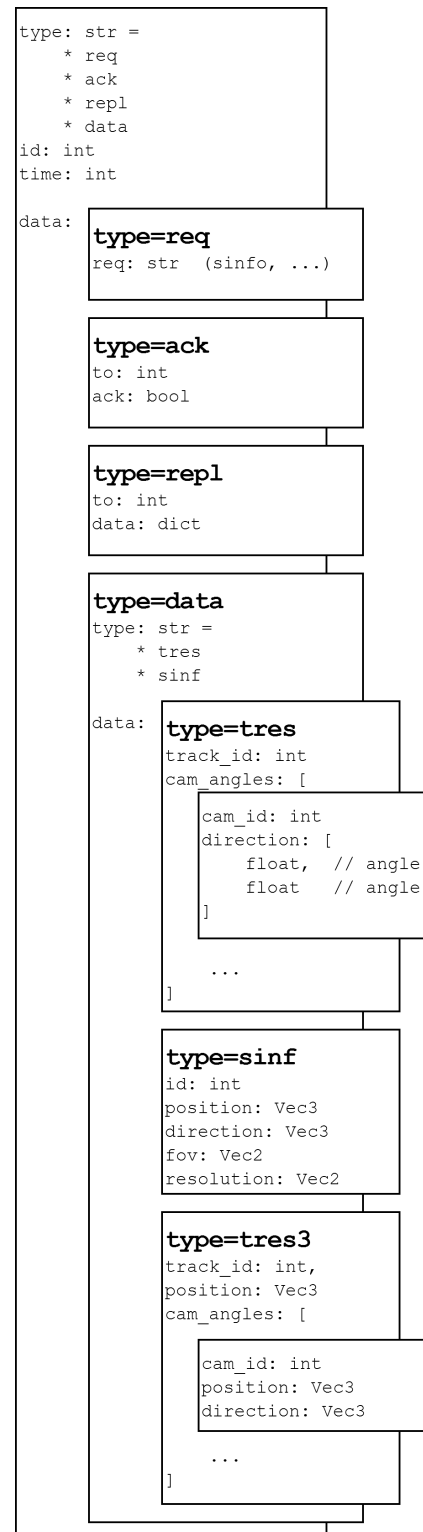 type: str =
* req
* ack
* repl
* data
id: int
time: int
data:
type=req
req: str (sinfo, ...)
type=ack
to: int
ack: bool
type=repl
to: int
data: dict
type=data
type: str =
* tres
* sinf
data:
type=tres
track_id: int
cam_angles: [
cam_id: int
direction: [
float, // angle
float // angle
]
...
]
type=sinf
id: int
position: Vec3
direction: Vec3
fov: Vec2
resolution: Vec2
type=tres3
track_id: int,
position: Vec3
cam_angles: [
cam_id: int
position: Vec3
direction: Vec3
...
]